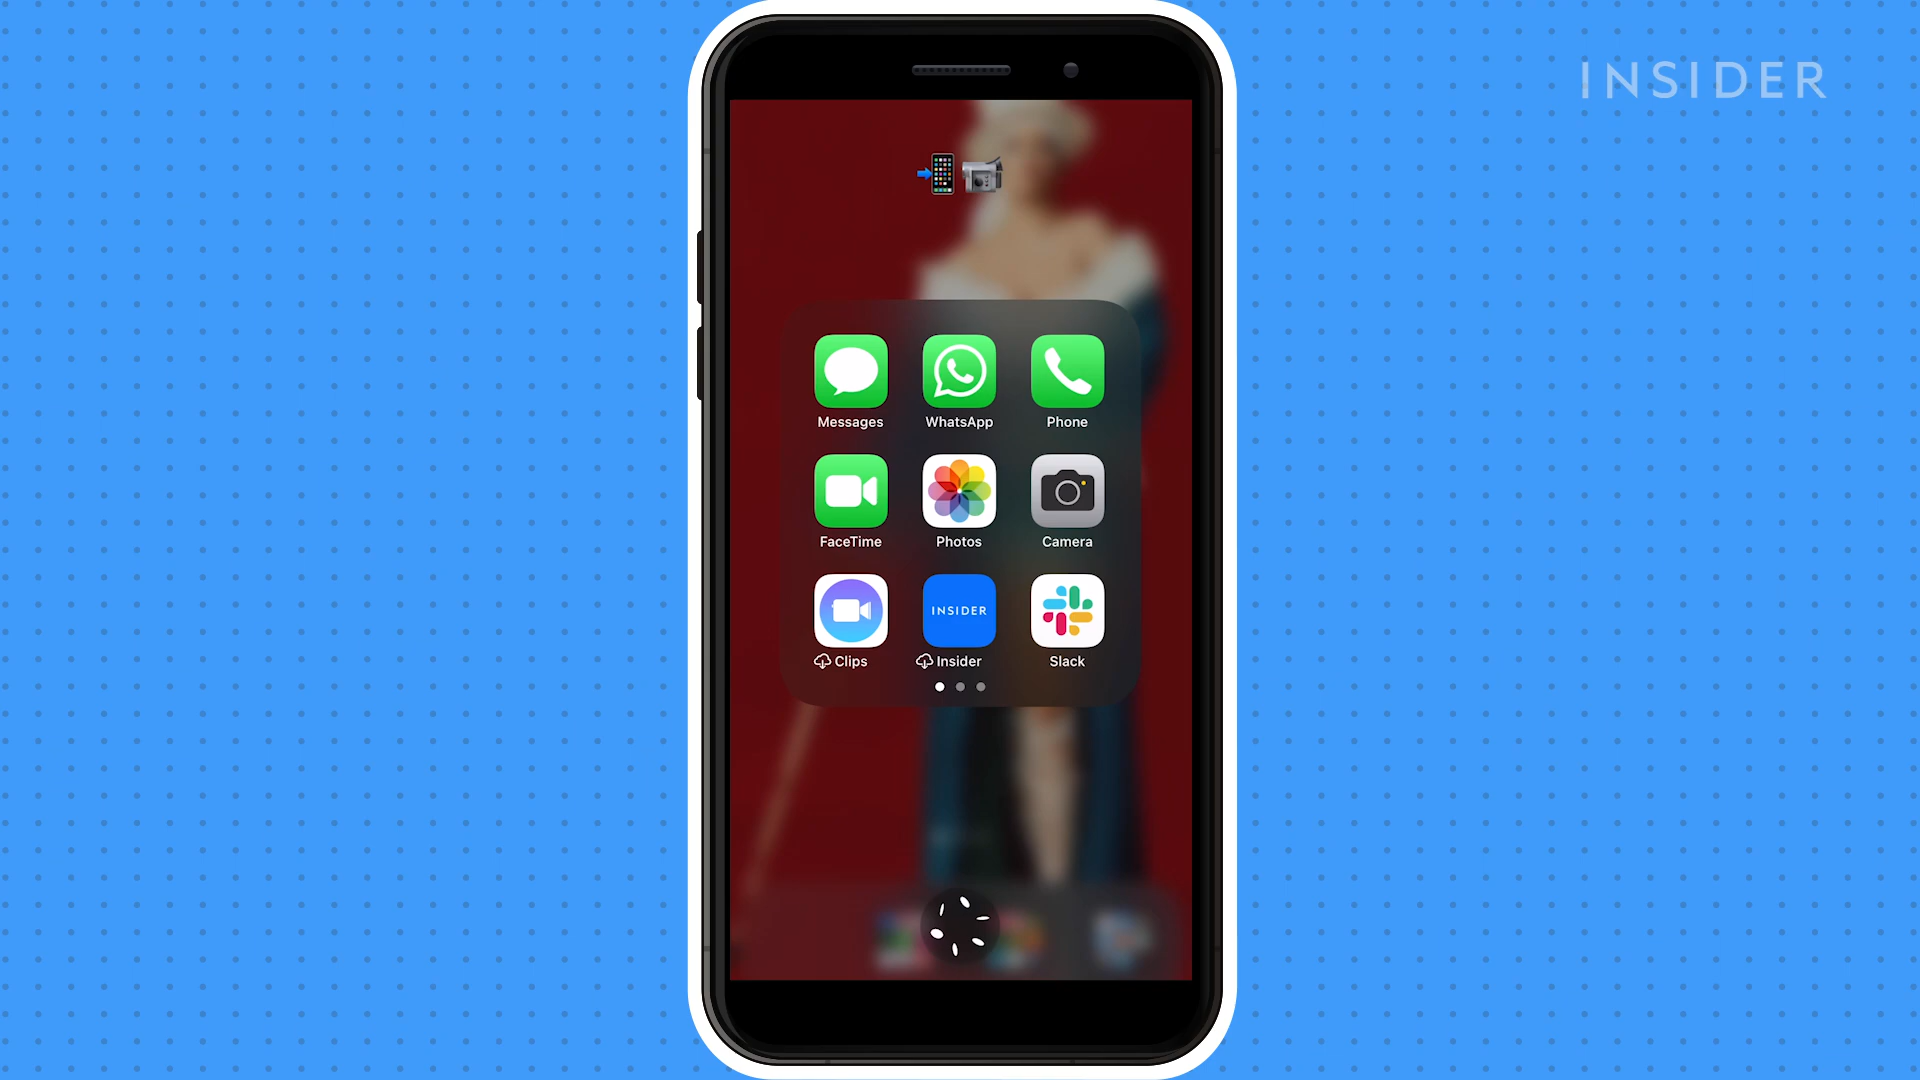 INSIDER
Messages
WhatsApp
Phone
FaceTime
Photos
Camera
INSIDER
Clips
Insider
Slack